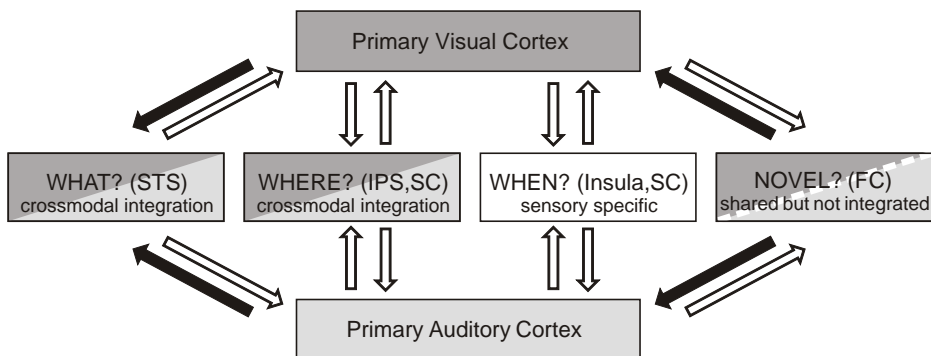 Primary Visual Cortex
WHAT? (STS)
crossmodal integration
WHERE? (IPS,SC)
crossmodal integration
WHEN? (Insula,SC)
sensory specific
NOVEL? (FC)
shared but not integrated
Primary Auditory Cortex